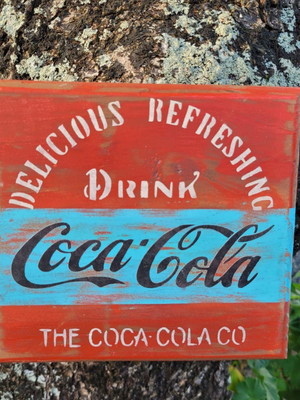 DELICIOUS REFRESHING
DRINK
Coca-Cola
THE COCA-COLA CO